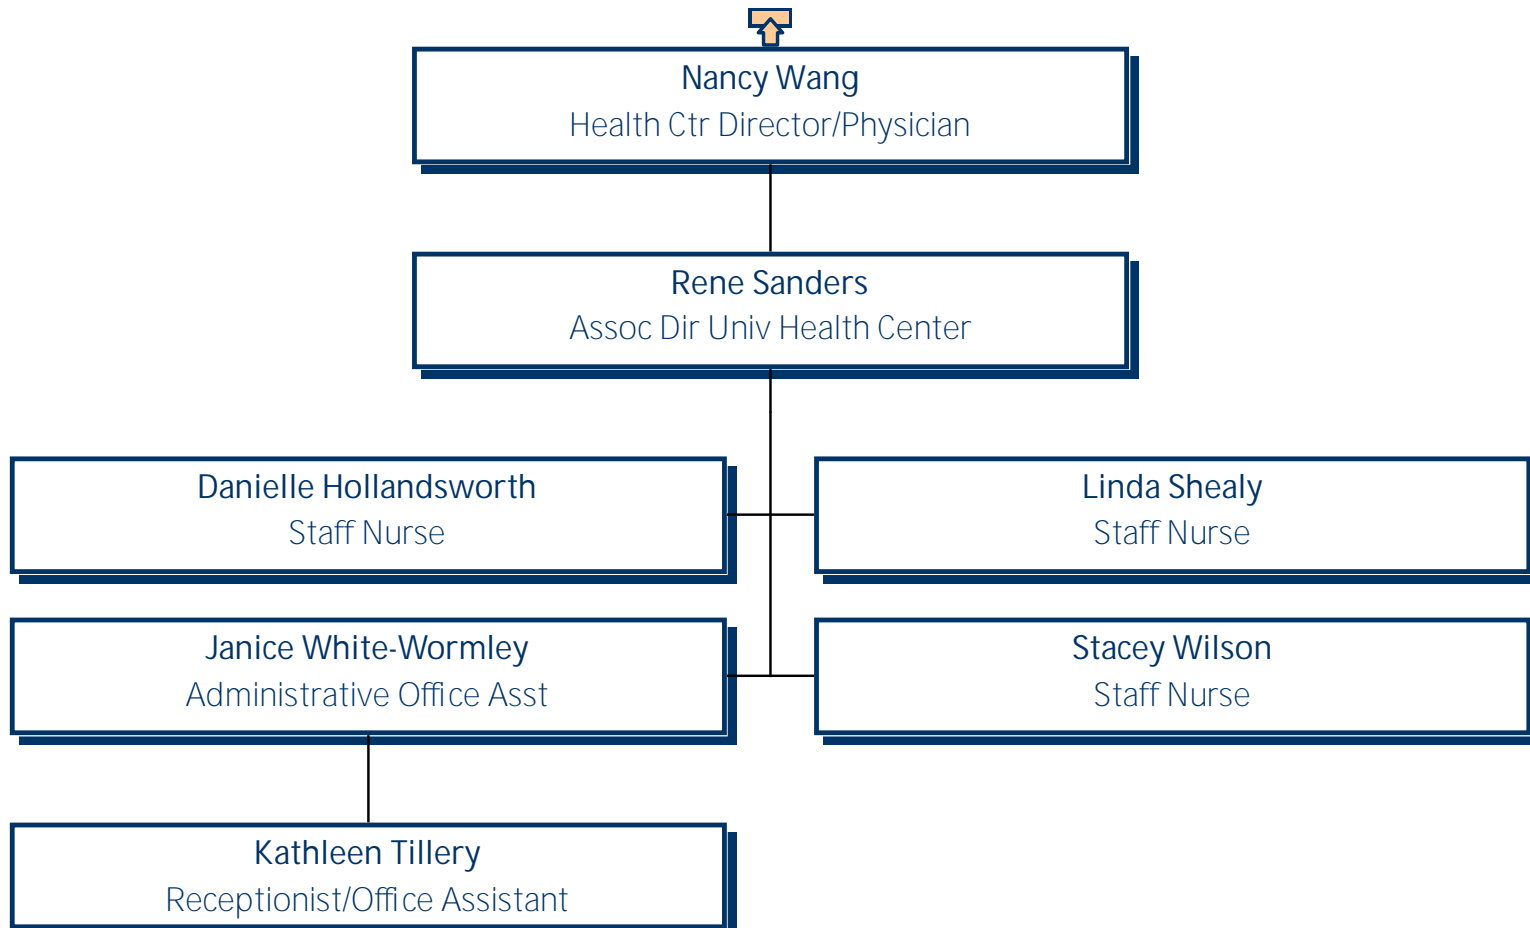 Nancy Wang
Health Ctr Director/Physician
Rene Sanders
Assoc Dir Univ Health Center
Danielle Hollandsworth
Staff Nurse
Linda Shealy
Staff Nurse
Janice White-Wormley
Administrative Office Asst
Stacey Wilson
Staff Nurse
Kathleen Tillery
Receptionist/Office Assistant